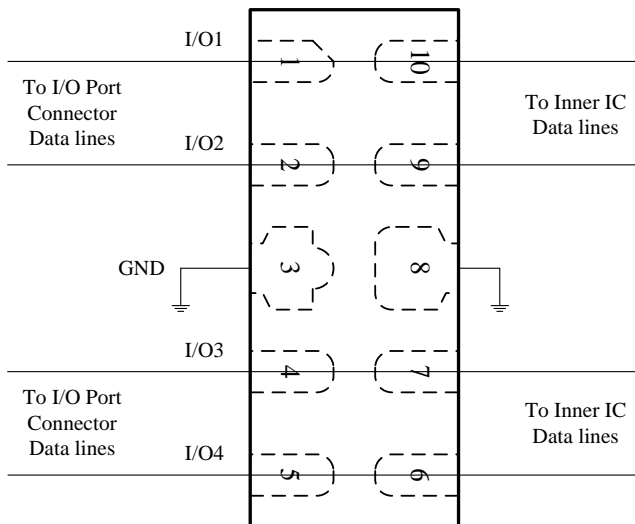 I/O1
1
10
To I/O Port
Connector
Data lines
To Inner IC
Data lines
I/O2
2
9
GND
3
8
I/O3
4
7
To I/O Port
Connector
Data lines
To Inner IC
Data lines
I/O4
5
6